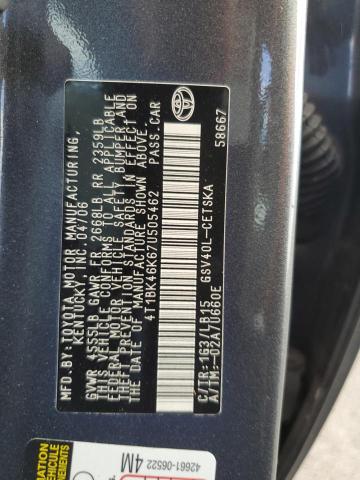 MFD. BY: TOYOTA MOTOR MANUFACTURING,
KENTUCKY, INC. 04/06
GVWR 4555LB GAWR FR 2668LB RR 2359LB
THIS VEHICLE CONFORMS TO ALL APPLICABLE
FEDERAL MOTOR VEHICLE SAFETY, BUMPER, AND
THEFT PREVENTION STANDARDS IN EFFECT ON
THE DATE OF MANUFACTURE SHOWN ABOVE.
4T1BK46K67U505462 PASS. CAR
C/TR:1G3/LB15 GSV40L-CETSKA
A/TM:-02A/U660E
58667
TOYOTA
42661-06522
4M